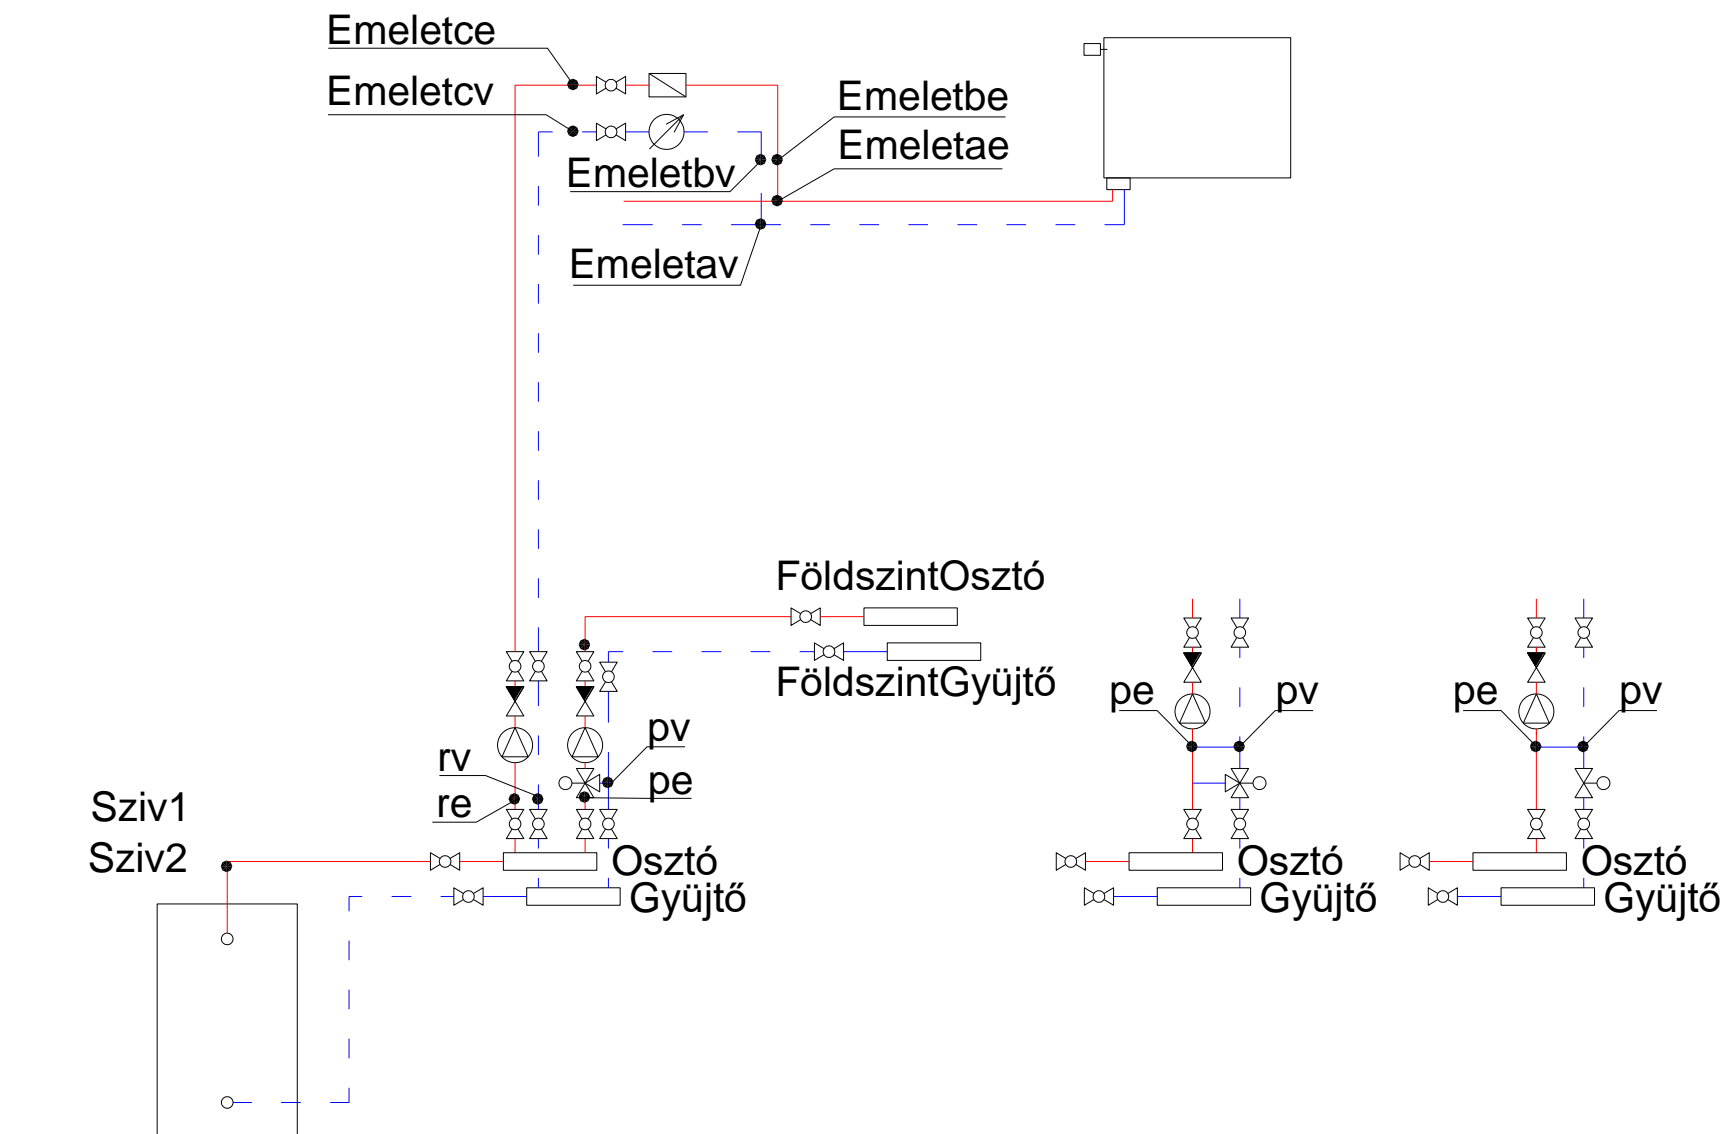 Emeletce
Emeletcv
Emeletbe
Emeletae
Emeletbv
Emeletav
FöldszintOsztó
FöldszintGyüjtő
pe
pv
pe
pv
pv
rv
pe
re
Sziv1
Sziv2
Osztó
Gyüjtő
Osztó
Gyüjtő
Osztó
Gyüjtő